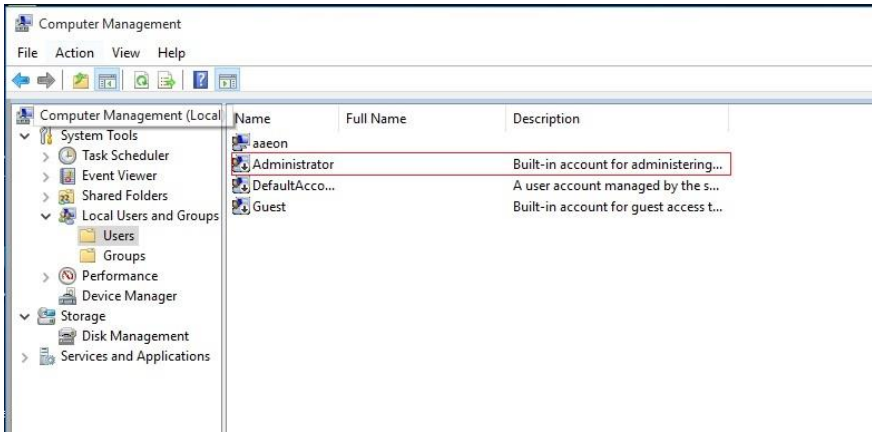 Computer Management
File Action View Help
Computer Management (Local
System Tools
Task Scheduler
Event Viewer
Shared Folders
Local Users and Groups
Users
Groups
Performance
Device Manager
Storage
Disk Management
Services and Applications
Name Full Name Description
aaeon
Administrator Built-in account for administering...
DefaultAcco... A user account managed by the s...
Guest Built-in account for guest access t...